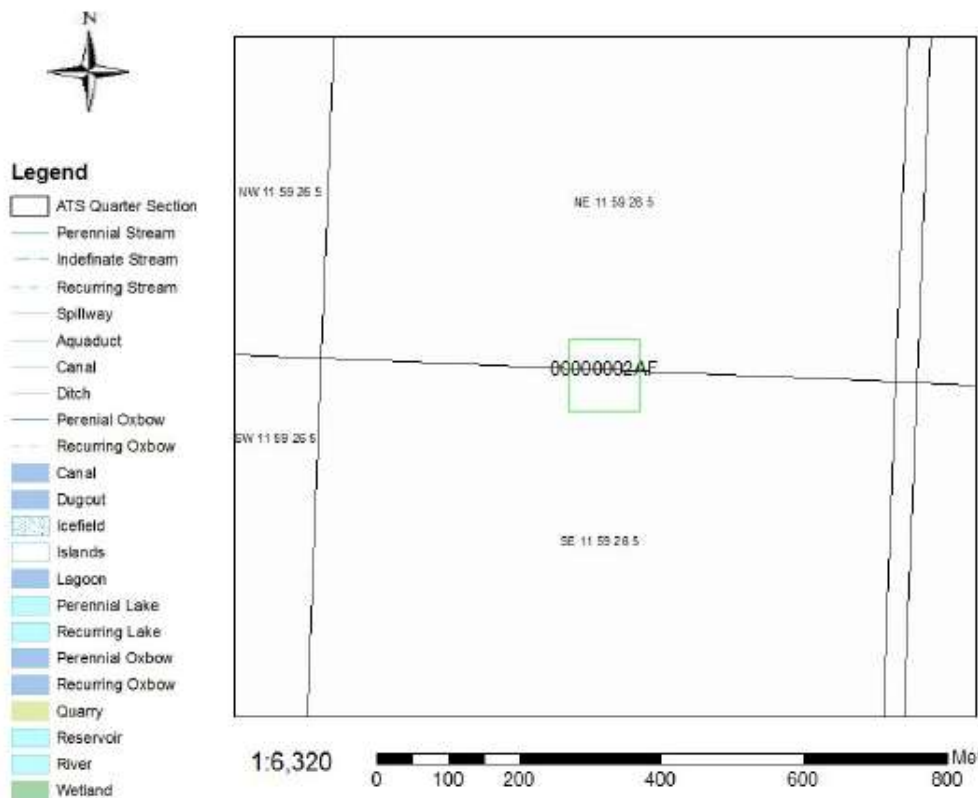 N
Legend
ATS Quarter Section
Perennial Stream
Indefinate Stream
Recurring Stream
Spillway
Aquaduct
Canal
Ditch
Perenial Oxbow
Recurring Oxbow
Canal
Dugout
Icefield
Islands
Lagoon
Perennial Lake
Recurring Lake
Perennial Oxbow
Recurring Oxbow
Quarry
Reservoir
River
Wetland
NW 11 59 26 5
NE 11 59 26 5
00000002AF
SW 11 59 26 5
SE 11 59 26 5
1:6,320
Me
0 100 200 400 600 800